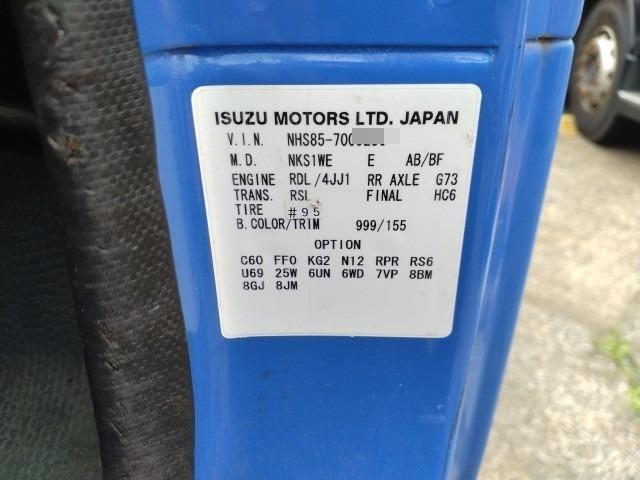 ISUZU MOTORS LTD. JAPAN
V.I.N. NHS85-700
M.D. NKS1WE E AB/BF
ENGINE RDL/4JJ1 RR AXLE G73
TRANS. RSL FINAL HC6
TIRE #95
B.COLOR/TRIM 999/155
OPTION
C60 FF0 KG2 N12 RPR RS6
U69 25W 6UN 6WD 7VP 8BM
8GJ 8JM